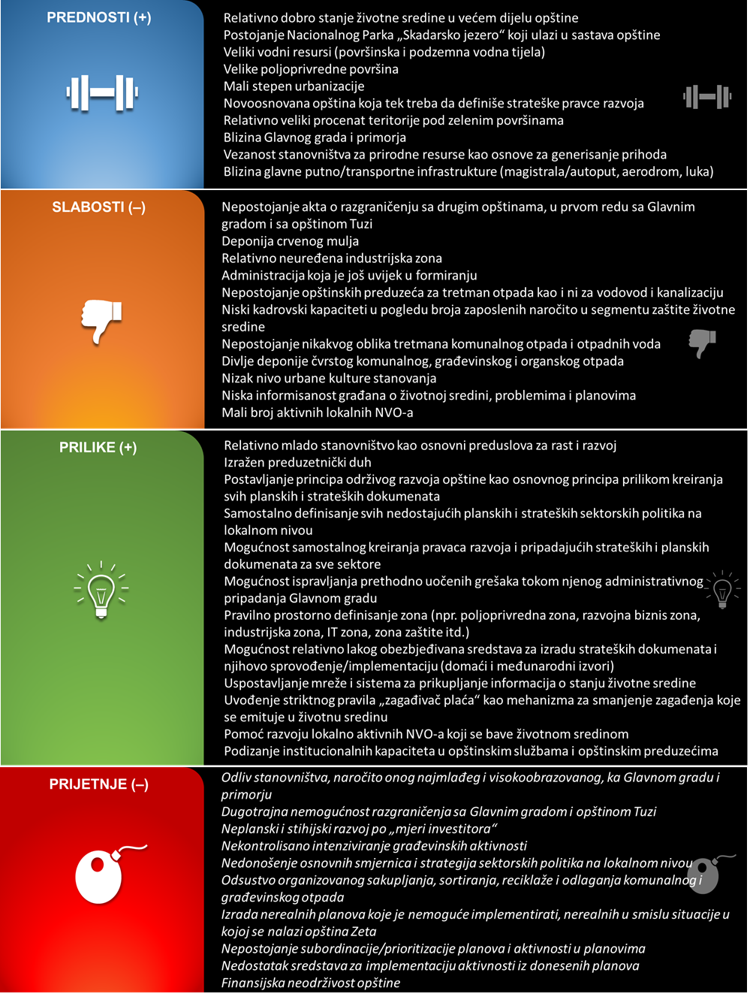 PREDNOSTI (+)
Relativno dobro stanje životne sredine u većem dijelu opštine
Postojanje Nacionalnog Parka „Skadarsko jezero“ koji ulazi u sastava opštine
Veliki vodni resursi (površinska i podzemna vodna tijela)
Velike poljoprivredne površina
Mali stepen urbanizacije
Novoosnovana opština koja tek treba da definiše strateške pravce razvoja
Relativno veliki procenat teritorije pod zelenim površinama
Blizina Glavnog grada i primorja
Vezanost stanovništva za prirodne resurse kao osnove za generisanje prihoda
Blizina glavne putno/transportne infrastrukture (magistrala/autoput, aerodrom, luka)
SLABOSTI (–)
Nepostojanje akta o razgraničenju sa drugim opštinama, u prvom redu sa Glavnim
gradom i sa opštinom Tuzi
Deponija crvenog mulja
Relativno neuređena industrijska zona
Administracija koja je još uvijek u formiranju
Nepostojanje opštinskih preduzeća za tretman otpada kao i ni za vodovod i kanalizaciju
Niski kadrovski kapaciteti u pogledu broja zaposlenih naročito u segmentu zaštite životne
sredine
Nepostojanje nikakvog oblika tretmana komunalnog otpada i otpadnih voda
Divlje deponije čvrstog komunalnog, građevinskog i organskog otpada
Nizak nivo urbane kulture stanovanja
Niska informisanost građana o životnoj sredini, problemima i planovima
Mali broj aktivnih lokalnih NVO-a
PRILIKE (+)
Relativno mlado stanovništvo kao osnovni preduslova za rast i razvoj
Izražen preduzetnički duh
Postavljanje principa održivog razvoja opštine kao osnovnog principa prilikom kreiranja
svih planskih i strateških dokumenata
Samostalno definisanje svih nedostajućih planskih i strateških sektorskih politika na
lokalnom nivou
Mogućnost samostalnog kreiranja pravaca razvoja i pripadajućih strateških i planskih
dokumenata za sve sektore
Mogućnost ispravljanja prethodno uočenih grešaka tokom njenog administrativnog
pripadanja Glavnom gradu
Pravilno prostorno definisanje zona (npr. poljoprivredna zona, razvojna biznis zona,
industrijska zona, IT zona, zona zaštite itd.)
Mogućnost relativno lakog obezbjeđivana sredstava za izradu strateških dokumenata i
njihovo sprovođenje/implementaciju (domaći i međunarodni izvori)
Uspostavljanje mreže i sistema za prikupljanje informacija o stanju životne sredine
Uvođenje striktnog pravila „zagađivač plaća“ kao mehanizma za smanjenje zagađenja koje
se emituje u životnu sredinu
Pomoć razvoju lokalno aktivnih NVO-a koji se bave životnom sredinom
Podizanje institucionalnih kapaciteta u opštinskim službama i opštinskim preduzećima
PRIJETNJE (–)
Odliv stanovništva, naročito onog najmlađeg i visokoobrazovanog, ka Glavnom gradu i
primorju
Dugotrajna nemogućnost razgraničenja sa Glavnim gradom i opštinom Tuzi
Neplanski i stihijski razvoj po „mjeri investitora“
Nekontrolisano intenziviranje građevinskih aktivnosti
Nedonošenje osnovnih smjernica i strategija sektorskih politika na lokalnom nivou
Odsustvo organizovanog sakupljanja, sortiranja, reciklaže i odlaganja komunalnog i
građevinskog otpada
Izrada nerealnih planova koje je nemoguće implementirati, nerealnih u smislu situacije u
kojoj se nalazi opština Zeta
Nepostojanje subordinacije/prioritizacije planova i aktivnosti u planovima
Nedostatak sredstava za implementaciju aktivnosti iz donesenih planova
Finansijska neodrživost opštine